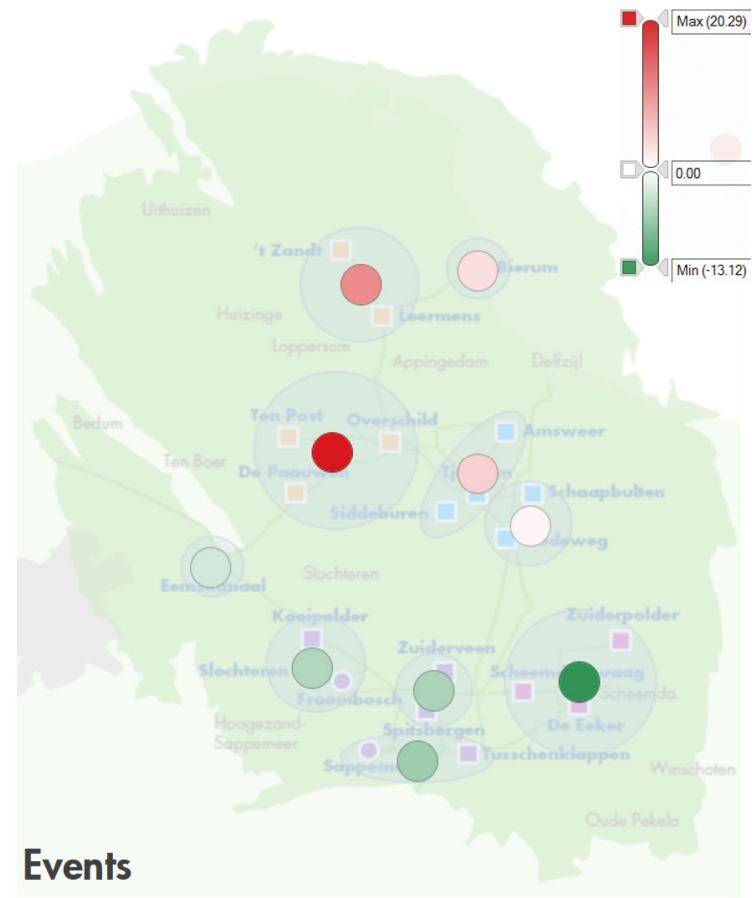 Max (20.29)
0.00
Min (-13.12)
Uithuizen
't Zandt
Bierum
Huizinge
Leermens
Loppersum
Appingedam
Delfzijl
Bedum
Ten Post
Overschild
Amsweer
Ten Boer
De Paauwen
Schaapbulten
Siddeburen
Slochteren
Kooipolder
Zuiderpolder
Zuiderveen
Slochteren
Froombosch
Scheemda
Hoogezand-
Sappemeer
De Eeker
Spitsbergen
Tusschenklappen
Winschoten
Oude Pekela
Events